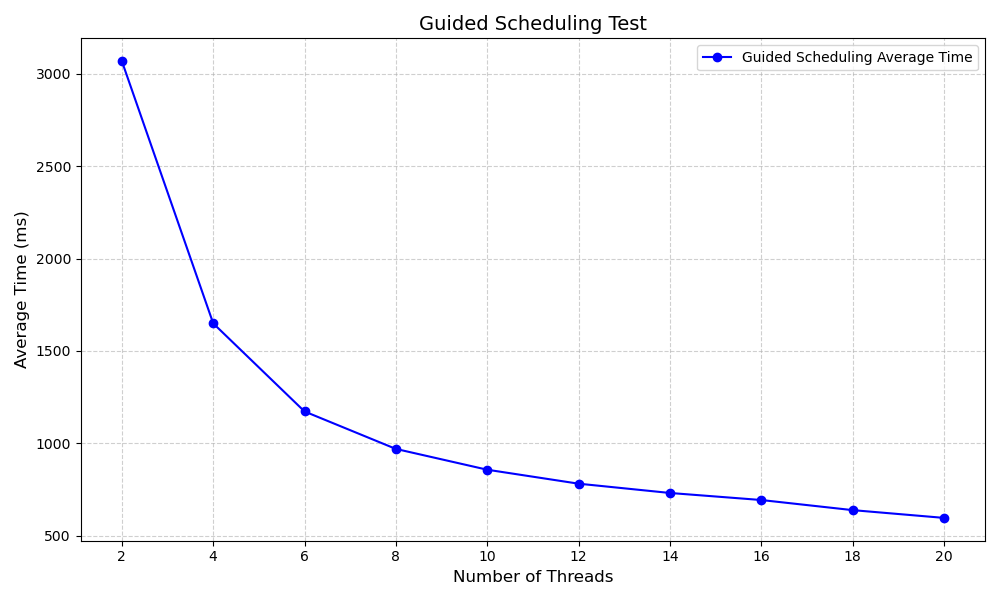 Guided Scheduling Test
Guided Scheduling Average Time
Average Time (ms)
3000
2500
2000
1500
1000
500
2 4 6 8 10 12 14 16 18 20
Number of Threads